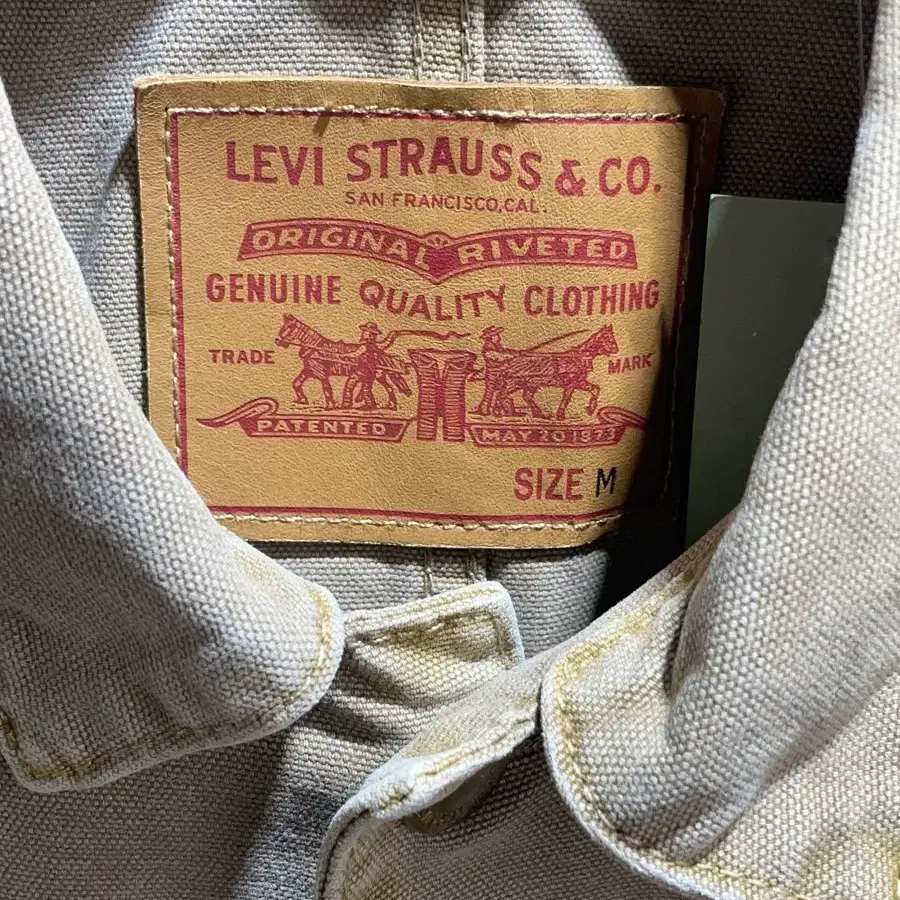 LEVI STRAUSS & CO.
SAN FRANCISCO, CAL.
ORIGINAL RIVETED
GENUINE QUALITY CLOTHING
TRADE MARK
PATENTED MAY 20 1873
SIZE M